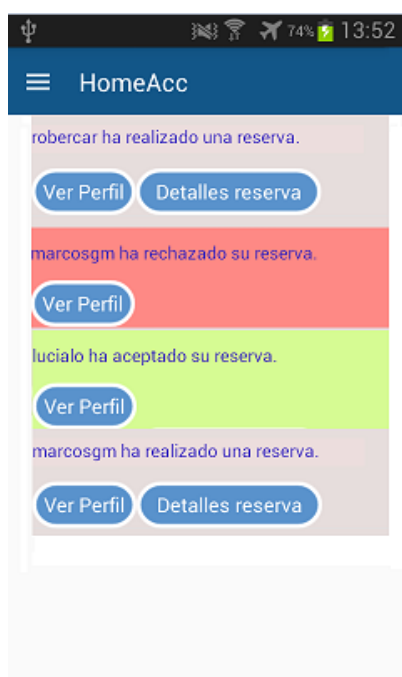 74% 13:52
HomeAcc
robercar ha realizado una reserva.
Ver Perfil Detalles reserva
marcosgm ha rechazado su reserva.
Ver Perfil
lucialo ha aceptado su reserva.
Ver Perfil
marcosgm ha realizado una reserva.
Ver Perfil Detalles reserva